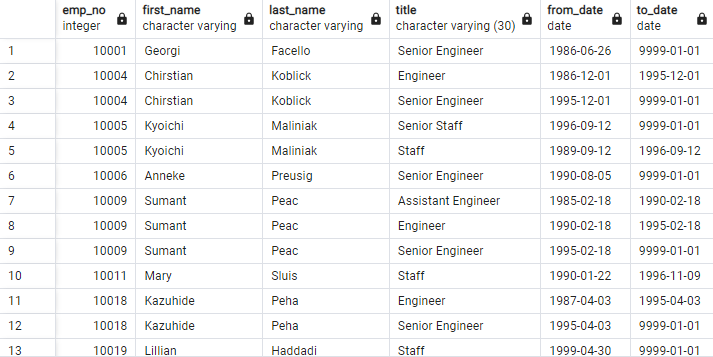 emp_no first_name last_name title from_date to_date
integer character varying character varying character varying (30) date date
1 10001 Georgi Facello Senior Engineer 1986-06-26 9999-01-01
2 10004 Chirstian Koblick Engineer 1986-12-01 1995-12-01
3 10004 Chirstian Koblick Senior Engineer 1995-12-01 9999-01-01
4 10005 Kyoichi Maliniak Senior Staff 1996-09-12 9999-01-01
5 10005 Kyoichi Maliniak Staff 1989-09-12 1996-09-12
6 10006 Anneke Preusig Senior Engineer 1990-08-05 9999-01-01
7 10009 Sumant Peac Assistant Engineer 1985-02-18 1990-02-18
8 10009 Sumant Peac Engineer 1990-02-18 1995-02-18
9 10009 Sumant Peac Senior Engineer 1995-02-18 9999-01-01
10 10011 Mary Sluis Staff 1990-01-22 1996-11-09
11 10018 Kazuhide Peha Engineer 1987-04-03 1995-04-03
12 10018 Kazuhide Peha Senior Engineer 1995-04-03 9999-01-01
13 10019 Lillian Haddadi Staff 1999-04-30 9999-01-01